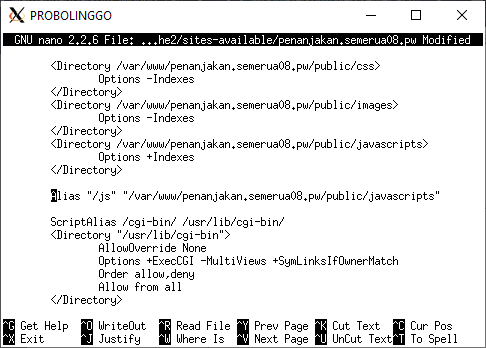 PROBOLINGGO
GNU nano 2.2.6 File: ...he2/sites-available/penanjakan.semerua08.pw Modified
<Directory /var/www/penanjakan.semerua08.pw/public/css>
Options -Indexes
</Directory>
<Directory /var/www/penanjakan.semerua08.pw/public/images>
Options -Indexes
</Directory>
<Directory /var/www/penanjakan.semerua08.pw/public/javascripts>
Options +Indexes
</Directory>
Alias "/js" "/var/www/penanjakan.semerua08.pw/public/javascripts"
ScriptAlias /cgi-bin/ /usr/lib/cgi-bin/
<Directory "/usr/lib/cgi-bin">
AllowOverride None
Options +ExecCGI -MultiViews +SymLinksIfOwnerMatch
Order allow,deny
Allow from all
</Directory>
^G Get Help ^O WriteOut ^R Read File ^Y Prev Page ^K Cut Text ^C Cur Pos
^X Exit ^J Justify ^W Where Is ^V Next Page ^U UnCut Text ^T To Spell